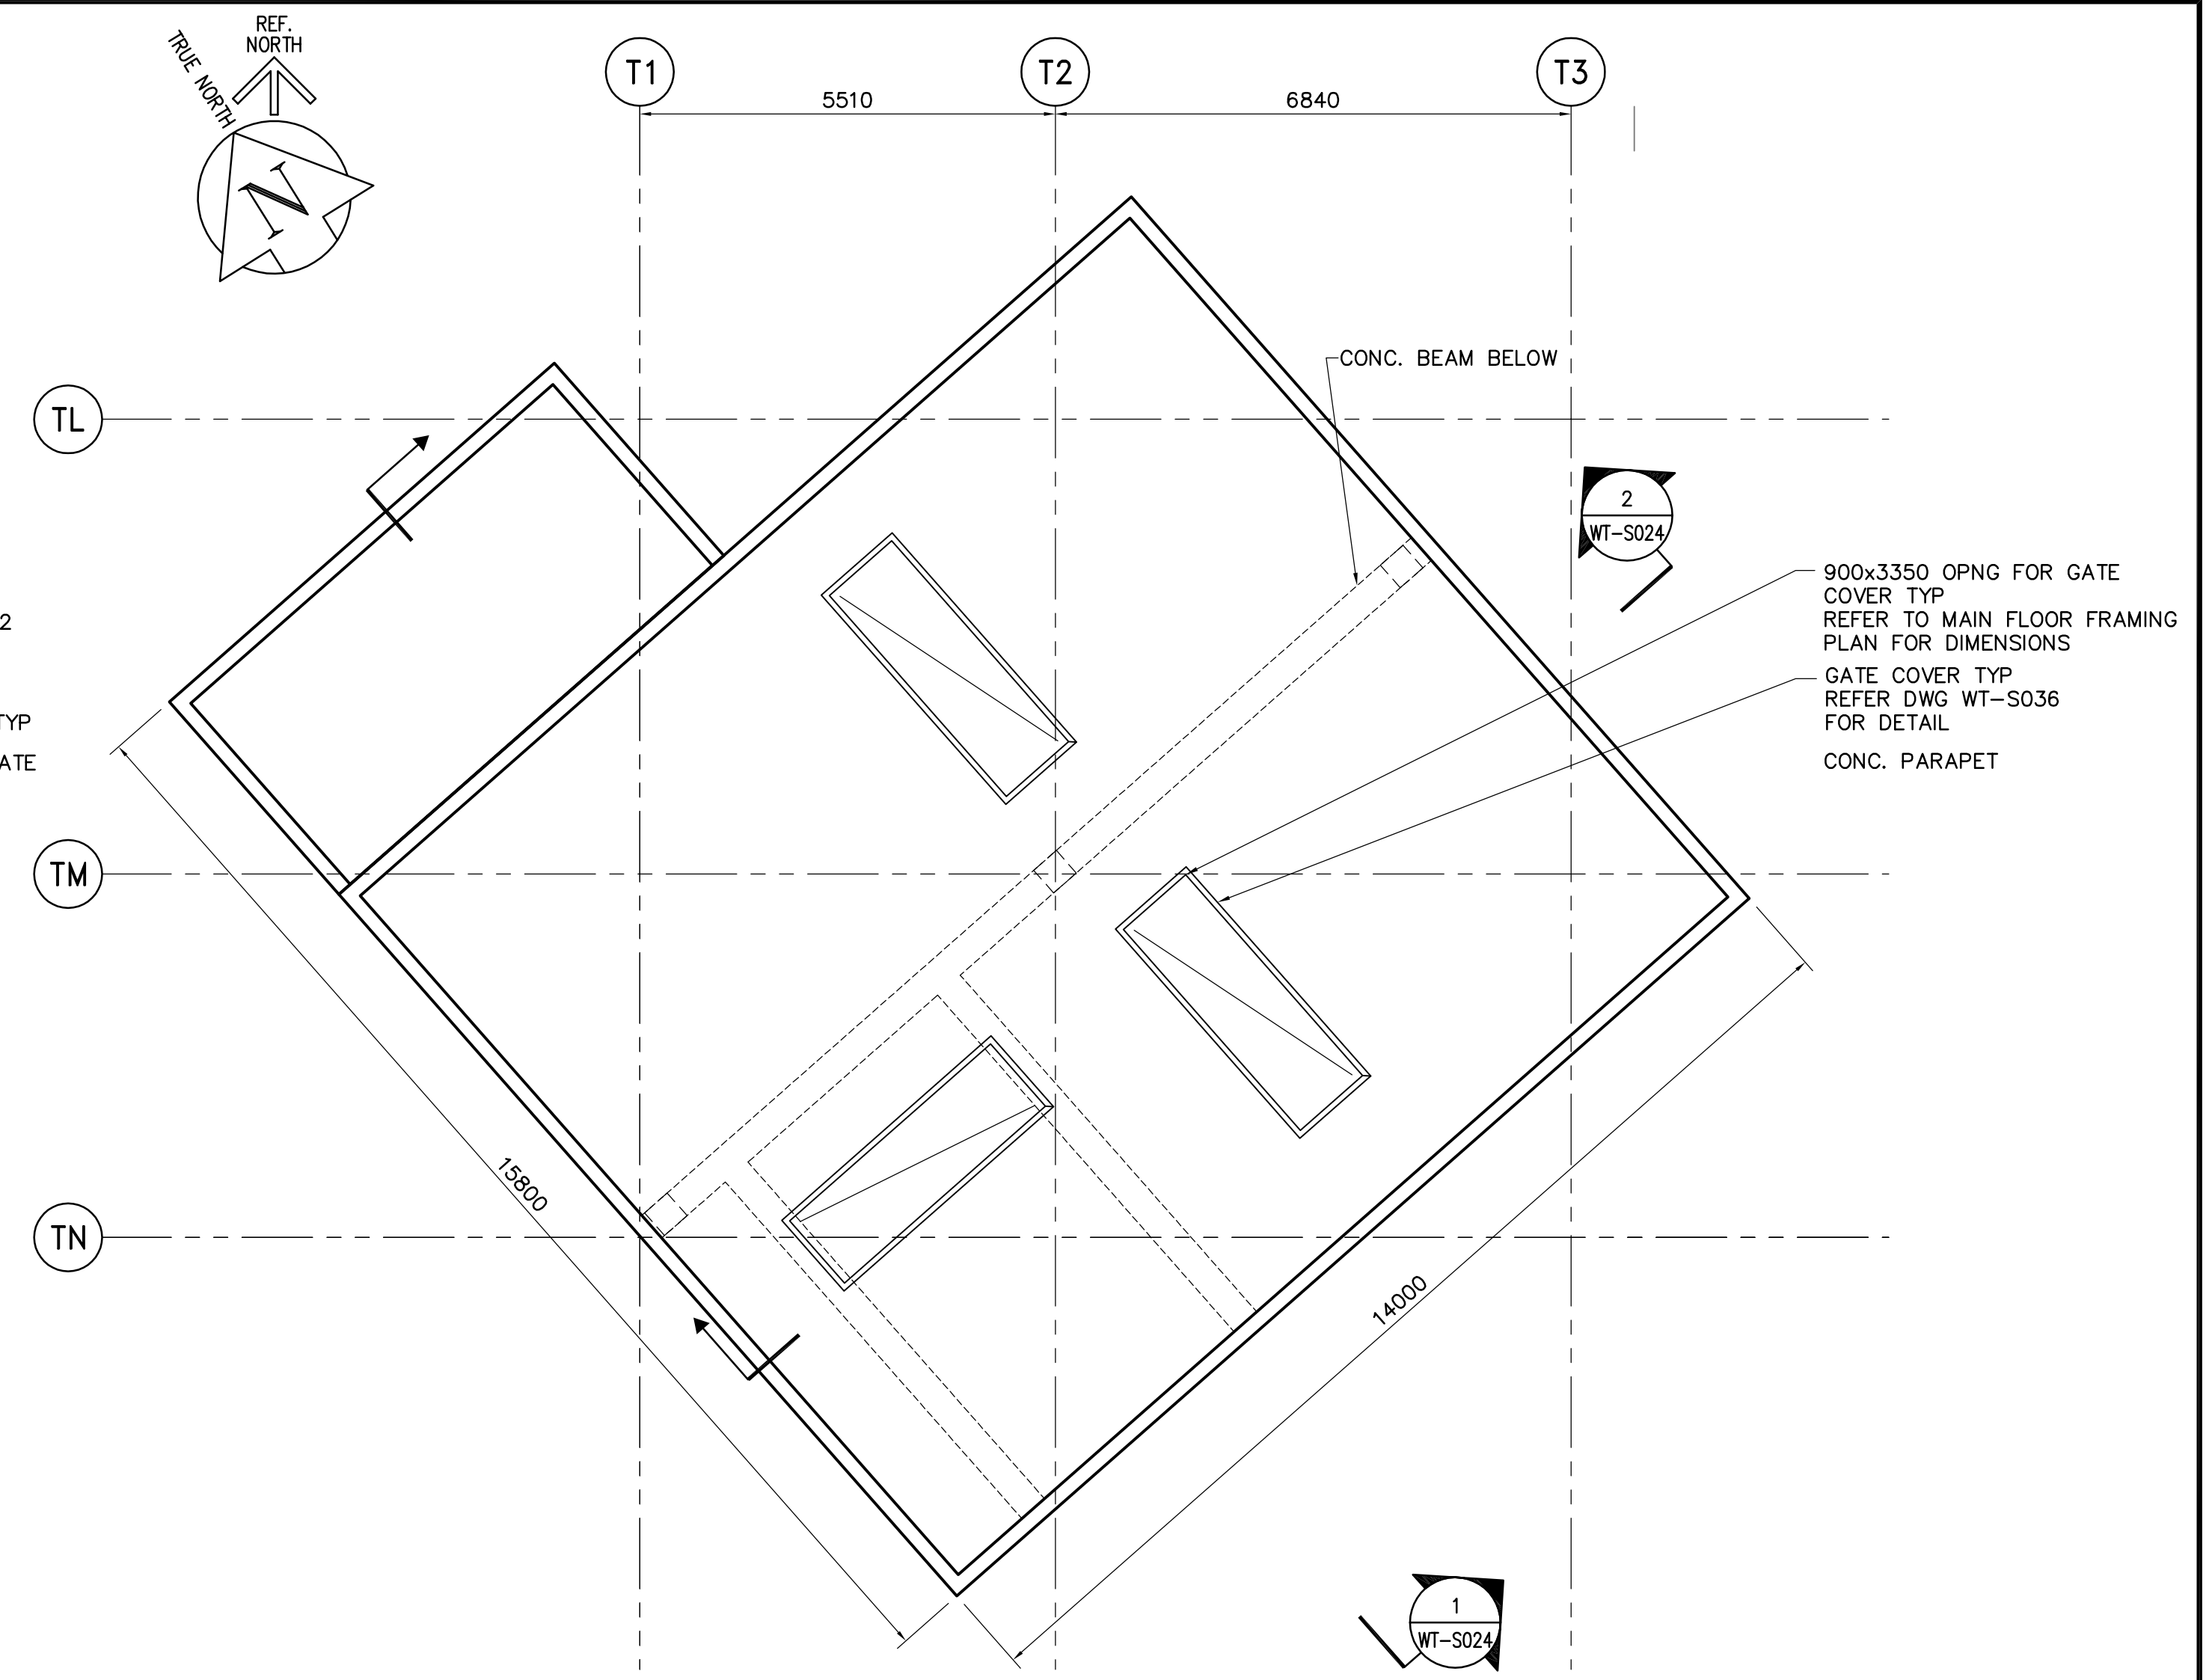 REF.
NORTH
TRUE NORTH
N
T1
T2
T3
5510
6840
CONC. BEAM BELOW
TL
2
WT-S024
900x3350 OPNG FOR GATE
COVER TYP
REFER TO MAIN FLOOR FRAMING
PLAN FOR DIMENSIONS
GATE COVER TYP
REFER DWG WT-S036
FOR DETAIL
CONC. PARAPET
2
TYP
ATE
TM
TN
15800
14000
1
WT-S024